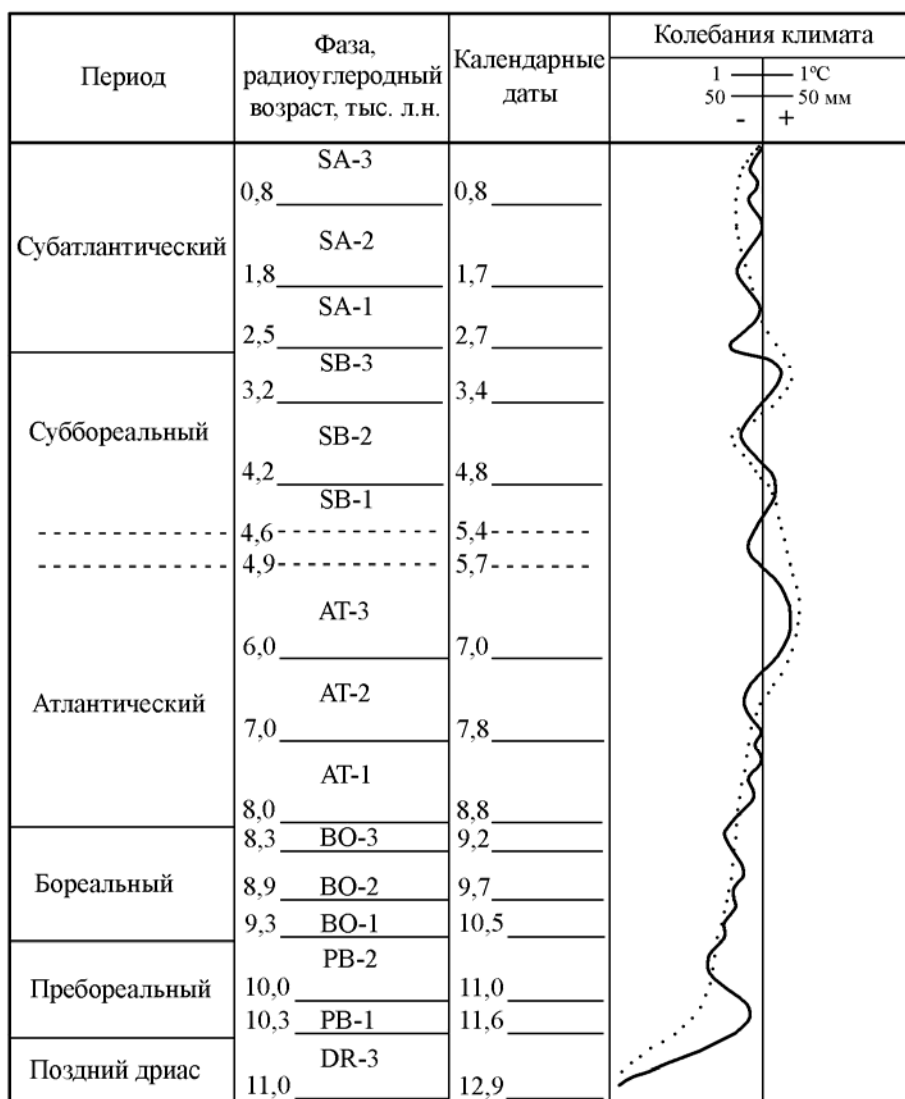 Период
Фаза,
радиоуглеродный
возраст, тыс. л.н.
Календарные
даты
Колебания климата
1 1ºС
50 50 мм
- +
Субатлантический
SA-3
0,8 0,8
SA-2
1,8 1,7
SA-1
2,5 2,7
Суббореальный
SB-3
3,2 3,4
SB-2
4,2 4,8
SB-1
4,6 5,4
4,9 5,7
Атлантический
AT-3
6,0 7,0
AT-2
7,0 7,8
AT-1
8,0 8,8
Бореальный
8,3 BO-3 9,2
8,9 BO-2 9,7
9,3 BO-1 10,5
Пребореальный
PB-2
10,0 11,0
10,3 PB-1 11,6
Поздний дриас
DR-3
11,0 12,9